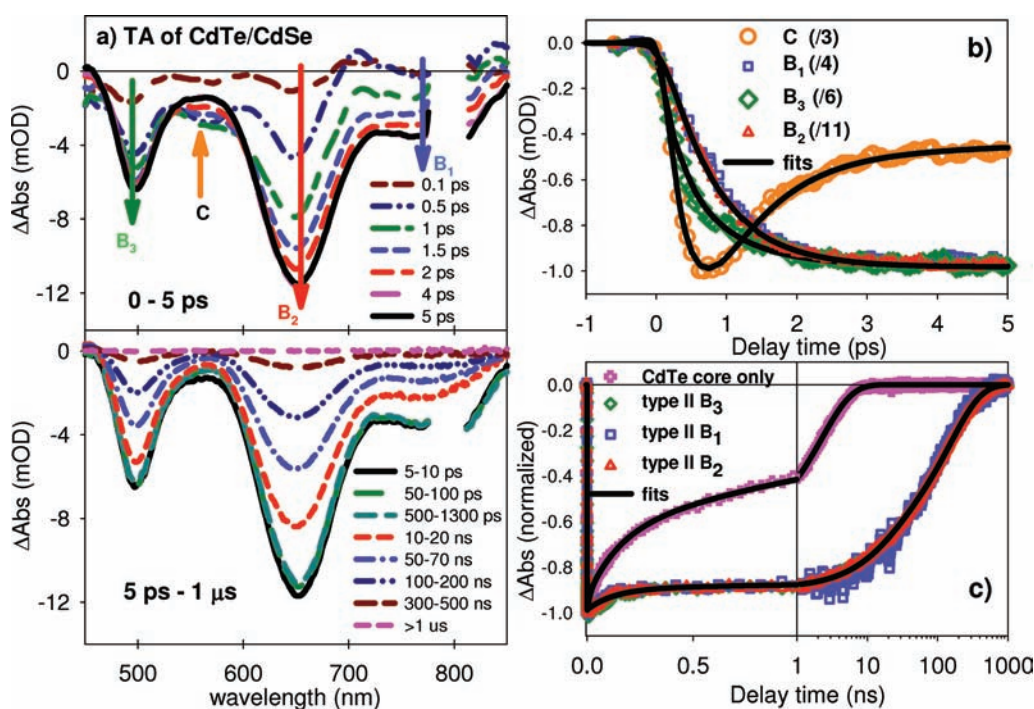 a) TA of CdTe/CdSe
0
-4
-8
-12
ΔAbs (mOD)
B3
C
B2
B1
0.1 ps
0.5 ps
1 ps
1.5 ps
2 ps
4 ps
5 ps
0 - 5 ps
0
-4
-8
-12
ΔAbs (mOD)
5-10 ps
50-100 ps
500-1300 ps
10-20 ns
50-70 ns
100-200 ns
300-500 ns
>1 us
5 ps - 1 μs
500 600 700 800
wavelength (nm)
b)
C (/3)
B1 (/4)
B3 (/6)
B2 (/11)
fits
0.0
-0.2
-0.4
-0.6
-0.8
-1.0
ΔAbs (mOD)
-1 0 1 2 3 4 5
Delay time (ps)
CdTe core only
type II B3
type II B1
type II B2
fits
0.0
-0.2
-0.4
-0.6
-0.8
-1.0
ΔAbs (normalized)
c)
0.0 0.5 1 10 100 1000
Delay time (ns)